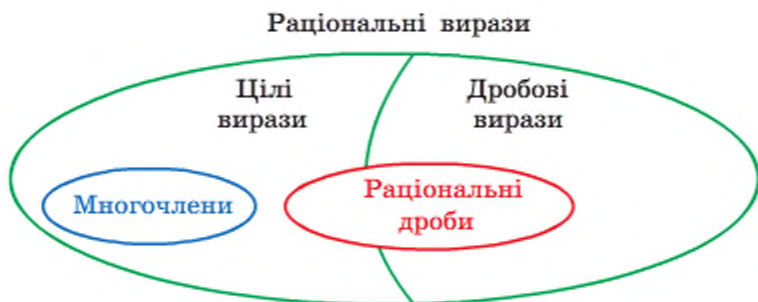 Раціональні вирази
Цілі
вирази
Дробові
вирази
Многочлени
Раціональні
дроби